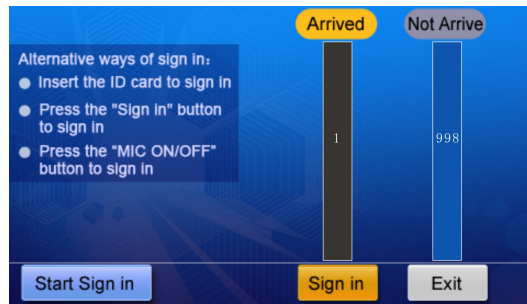 Arrived
Not Arrive
Alternative ways of sign in:
Insert the ID card to sign in
Press the "Sign in" button
to sign in
Press the "MIC ON/OFF"
button to sign in
1
998
Start Sign in
Sign in
Exit